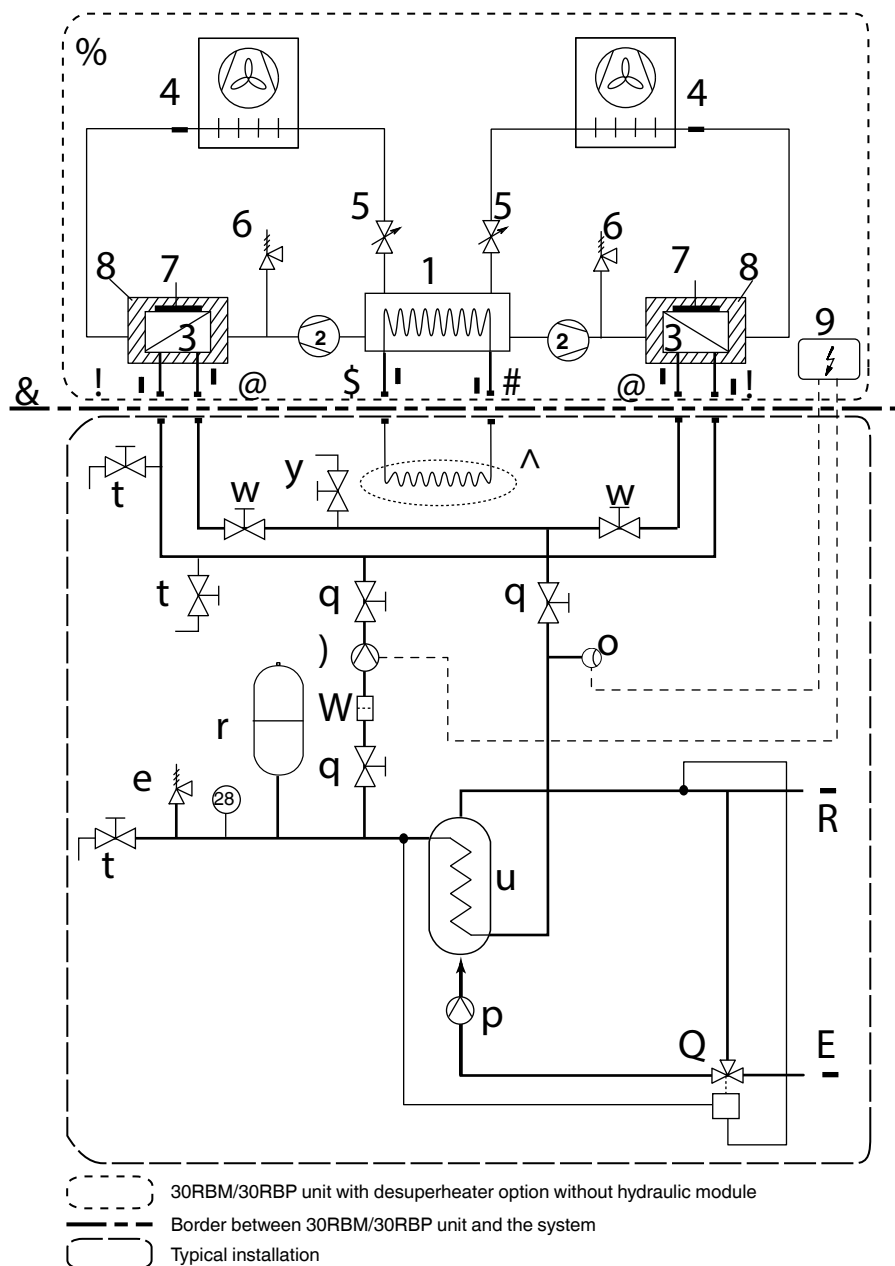 %
4 4
5 5
6 6
1
8 7 7 8
9
3 2 2 3
! @ $ # @ !
&
t y ^
w w
t q q
) o
r W
e q
28
t R
u
p Q E
30RBM/30RBP unit with desuperheater option without hydraulic module
Border between 30RBM/30RBP unit and the system
Typical installation